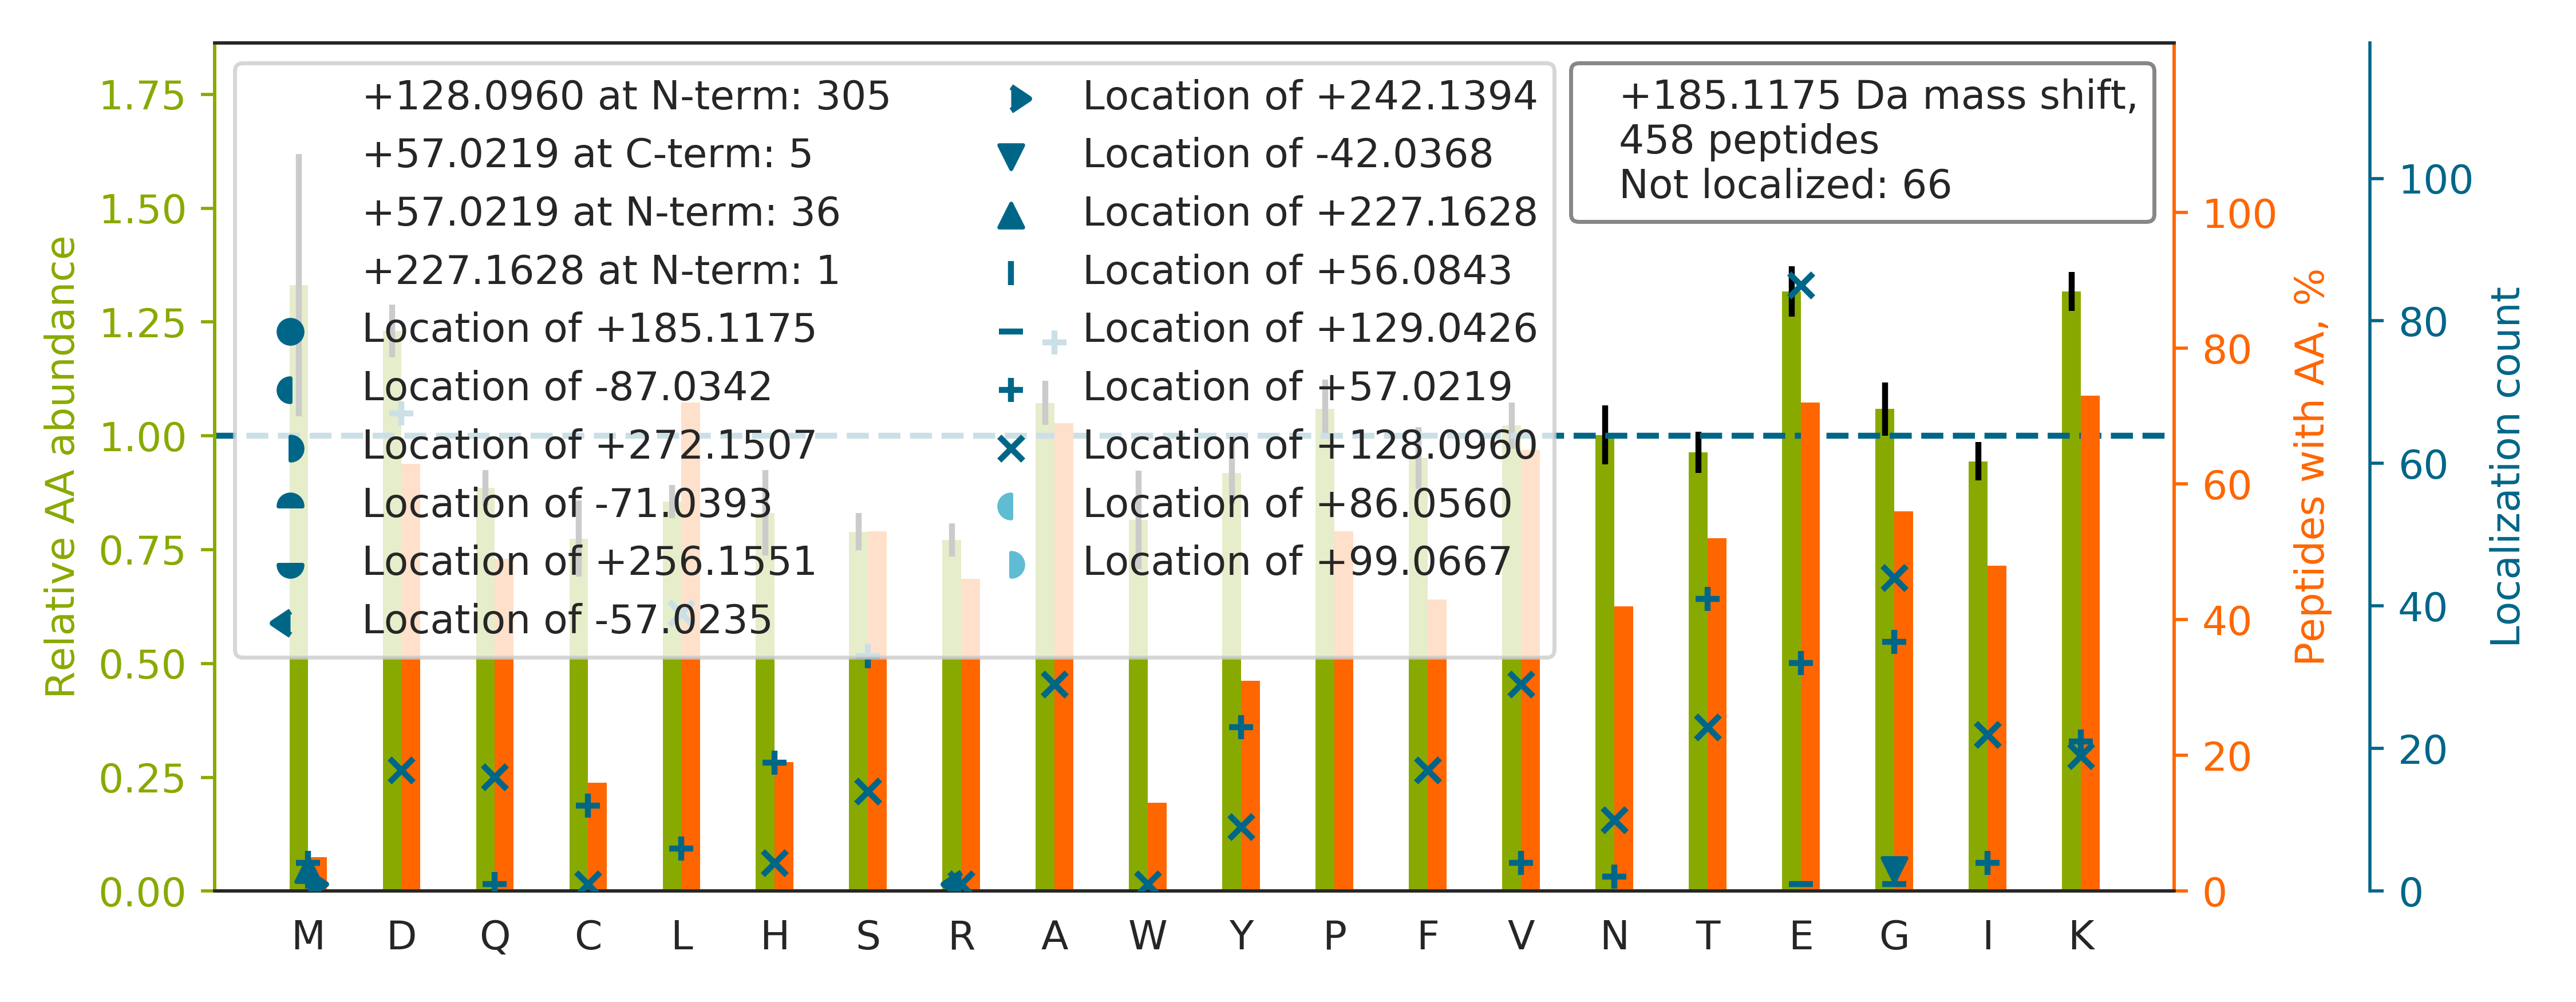 +128.0960 at N-term: 305
+57.0219 at C-term: 5
+57.0219 at N-term: 36
+227.1628 at N-term: 1
Location of +185.1175
Location of -87.0342
Location of +272.1507
Location of -71.0393
Location of +256.1551
Location of -57.0235
Location of +242.1394
Location of -42.0368
Location of +227.1628
Location of +56.0843
Location of +129.0426
Location of +57.0219
Location of +128.0960
Location of +86.0560
Location of +99.0667
+185.1175 Da mass shift,
458 peptides
Not localized: 66
Relative AA abundance
1.75
1.50
1.25
1.00
0.75
0.50
0.25
0.00
M D Q C L H S R A W Y P F V N T E G I K
100
80
60
40
20
0
Peptides with AA, %
100
80
60
40
20
0
Localization count